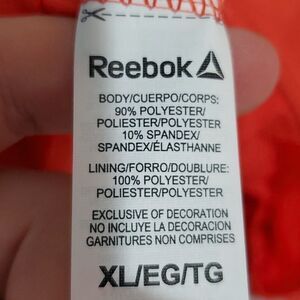 Reebok
BODY/CUERPO/CORPS:
90% POLYESTER/
POLIESTER/POLYESTER
10% SPANDEX/
SPANDEX/ÉLASTHANNE
LINING/FORRO/DOUBLURE:
100% POLYESTER/
POLIESTER/POLYESTER
EXCLUSIVE OF DECORATION
NO INCLUYE LA DECORACION
GARNITURES NON COMPRISES
XL/EG/TG